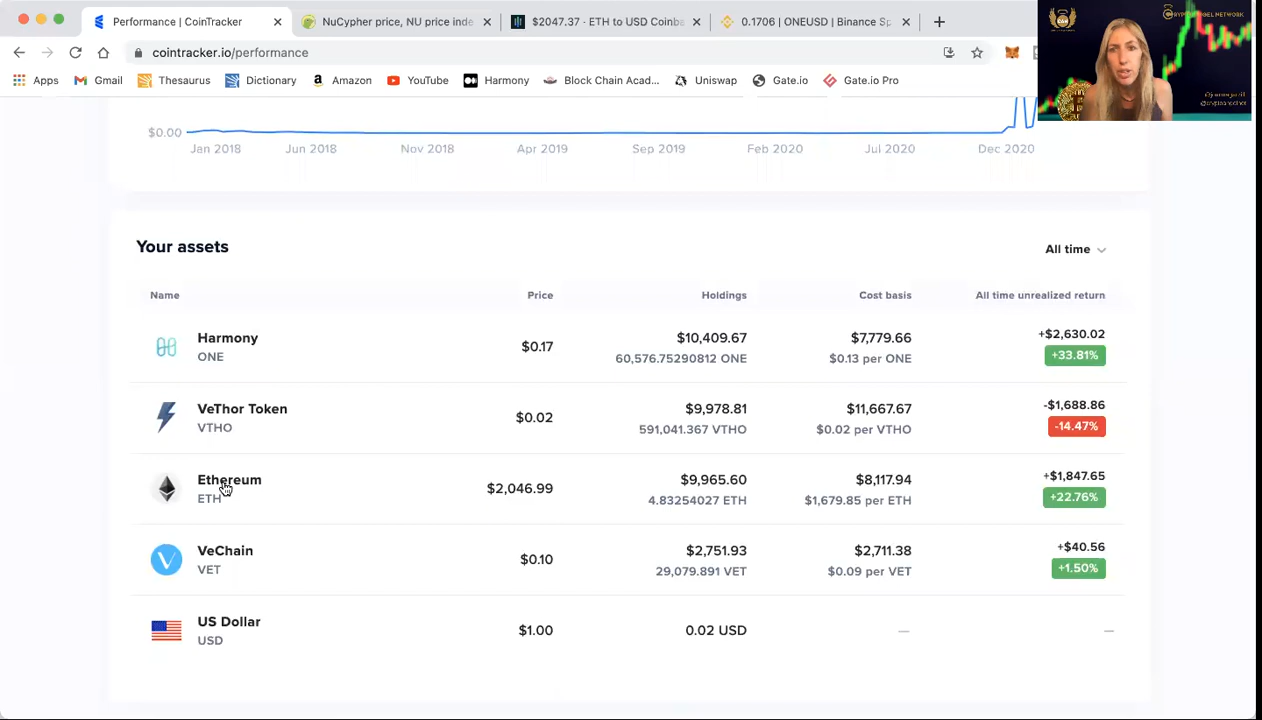 Performance | CoinTracker
NuCypher price, NU price inde
$2047.37 · ETH to USD Coinba
0.1706 | ONEUSD | Binance Sp
cointracker.io/performance
Apps
Gmail
Thesaurus
Dictionary
Amazon
YouTube
Harmony
Block Chain Acad...
Uniswap
Gate.io
Gate.io Pro
$0.00
Jan 2018 Jun 2018 Nov 2018 Apr 2019 Sep 2019 Feb 2020 Jul 2020 Dec 2020
Your assets
All time
Name Price Holdings Cost basis All time unrealized return
Harmony
ONE
$0.17
$10,409.67
60,576.75290812 ONE
$7,779.66
$0.13 per ONE
+$2,630.02
+33.81%
VeThor Token
VTHO
$0.02
$9,978.81
591,041.367 VTHO
$11,667.67
$0.02 per VTHO
-$1,688.86
-14.47%
Ethereum
ETH
$2,046.99
$9,965.60
4.83254027 ETH
$8,117.94
$1,679.85 per ETH
+$1,847.65
+22.76%
VeChain
VET
$0.10
$2,751.93
29,079.891 VET
$2,711.38
$0.09 per VET
+$40.56
+1.50%
US Dollar
USD
$1.00
0.02 USD
—
—